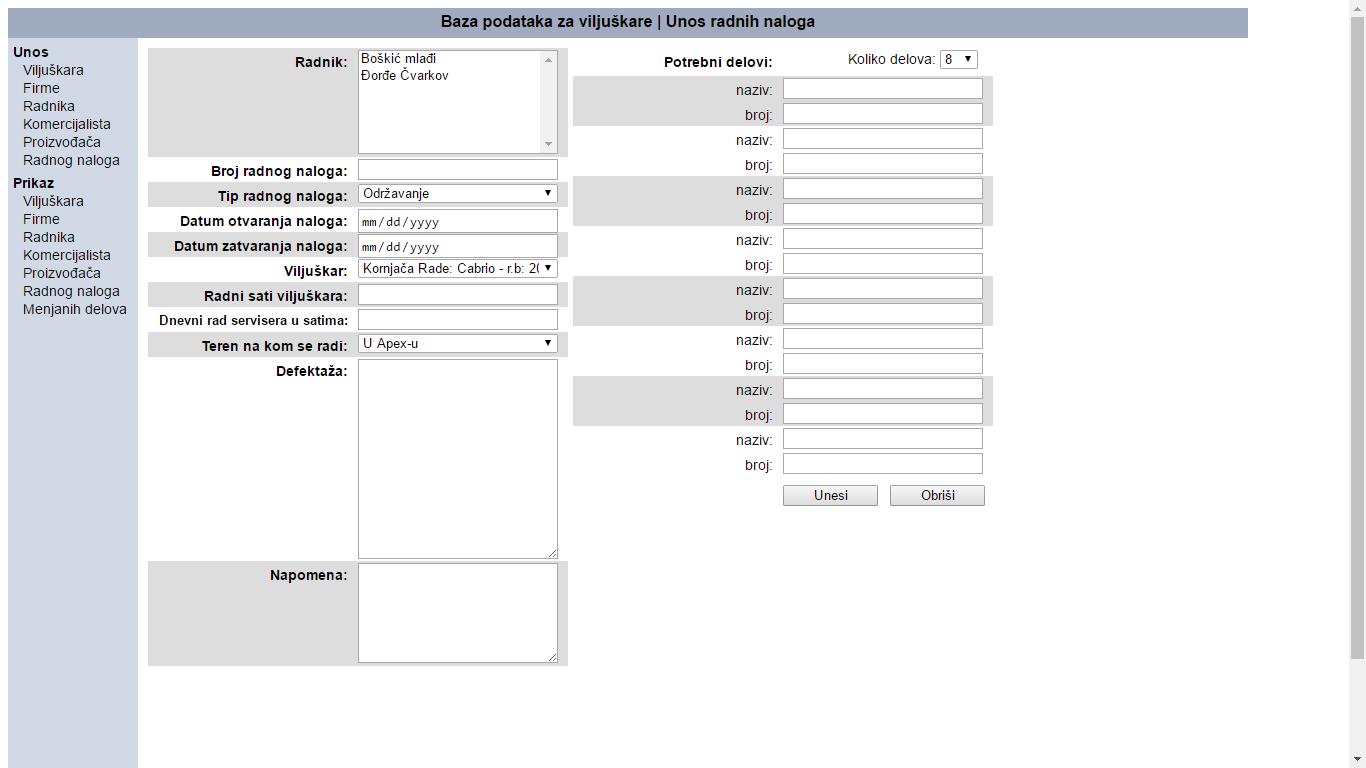 Baza podataka za viljuškare | Unos radnih naloga
Unos
Viljuškara
Firme
Radnika
Komercijalista
Proizvođača
Radnog naloga
Prikaz
Viljuškara
Firme
Radnika
Komercijalista
Proizvođača
Radnog naloga
Menjanih delova
Radnik:
Boškić mlađi
Đorđe Čvarkov
Broj radnog naloga:
Tip radnog naloga: Održavanje
Datum otvaranja naloga: mm/dd/yyyy
Datum zatvaranja naloga: mm/dd/yyyy
Viljuškar: Kornjača Rade: Cabrio - r.b: 20
Radni sati viljuškara:
Dnevni rad servisera u satima:
Teren na kom se radi: U Apex-u
Defektaža:
Napomena:
Potrebni delovi: Koliko delova: 8
naziv:
broj:
naziv:
broj:
naziv:
broj:
naziv:
broj:
naziv:
broj:
naziv:
broj:
naziv:
broj:
naziv:
broj:
Unesi Obriši